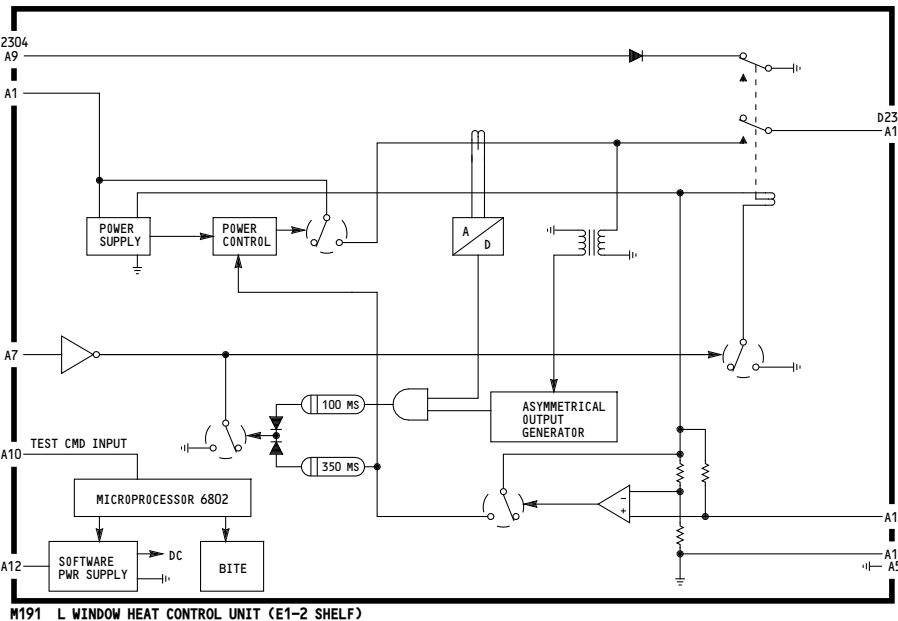 2304
A9
A1
D23
A1
POWER
SUPPLY
POWER
CONTROL
A
D
A7
100 MS
ASYMMETRICAL
OUTPUT
GENERATOR
TEST CMD INPUT
A10
350 MS
MICROPROCESSOR 6802
–
+
A1
SOFTWARE
PWR SUPPLY
DC
BITE
A12
A1
A5
M191 L WINDOW HEAT CONTROL UNIT (E1-2 SHELF)